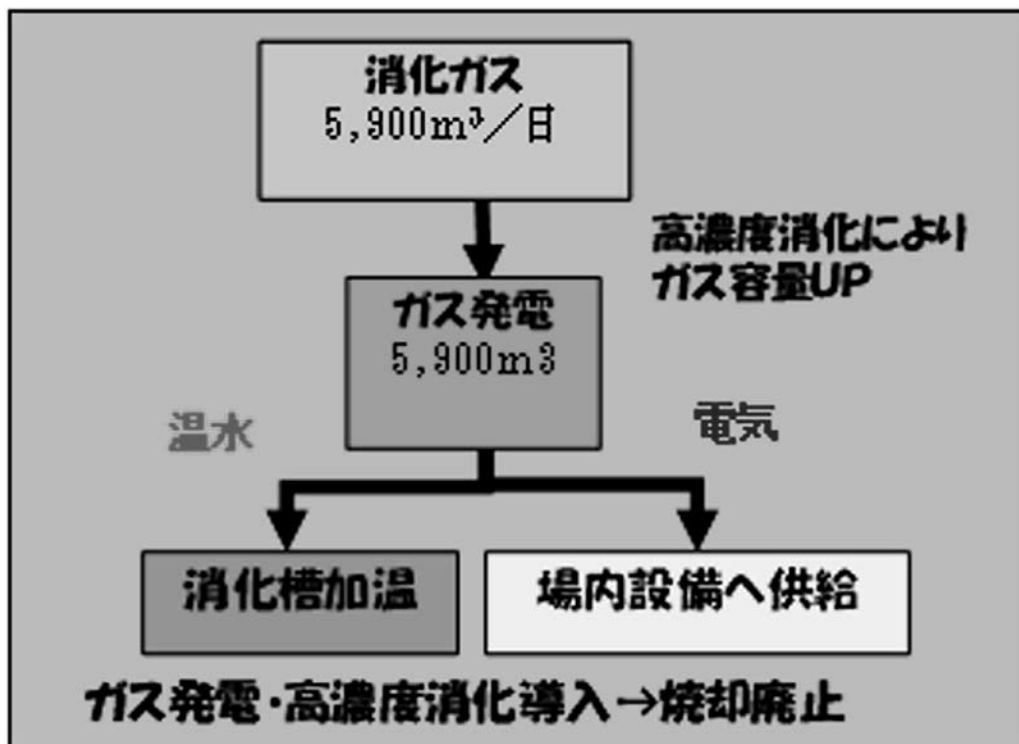 消化ガス
5,900m³/日
高濃度消化により
ガス容量UP
ガス発電
5,900m3
温水
電気
消化槽加温
場内設備へ供給
ガス発電・高濃度消化導入→焼却廃止